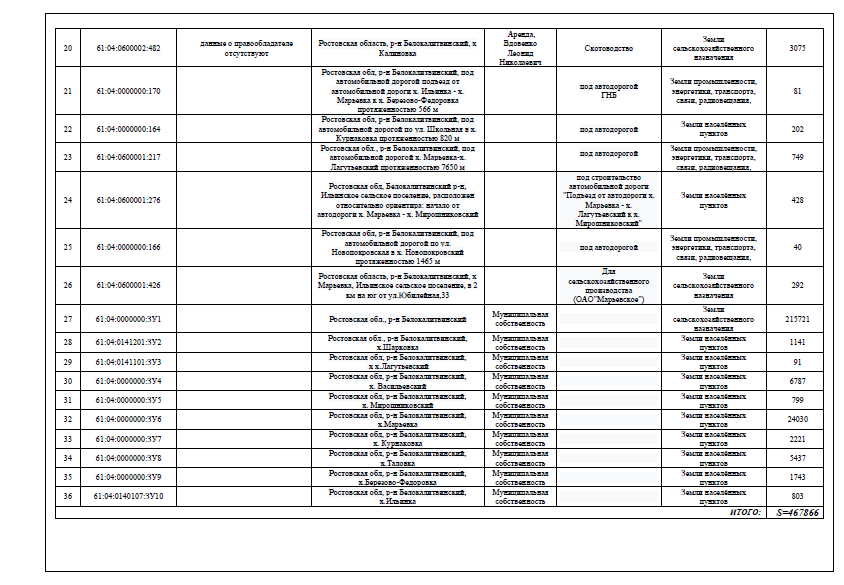 20 61:04:0600002:482 данные о правообладателе отсутствуют Ростовская область, р-н Белокалитвинский, х Калиновка Аренда, Вдовенко Леонид Николаевич Скотоводство Земли сельскохозяйственного назначения 3075
21 61:04:0000000:170 Ростовская обл, р-н Белокалитвинский, под автомобильной дорогой подъезд от автомобильной дороги х. Ильинка - х. Марьевка к х. Березово-Федоровка протяженностью 566 м под автодорогой ГНБ Земли промышленности, энергетики, транспорта, связи, радиовещания, 81
22 61:04:0000000:164 Ростовская обл, р-н Белокалитвинский, под автомобильной дорогой по ул. Школьная в х. Курнаковка протяженностью 820 м под автодорогой Земли населённых пунктов 202
23 61:04:0600001:217 Ростовская обл., р-н Белокалитвинский, под автомобильной дорогой х. Марьевка-х. Лагутьевский протяженностью 7650 м под автодорогой Земли промышленности, энергетики, транспорта, связи, радиовещания, 749
24 61:04:0600001:276 Ростовская обл, Белокалитвинский р-н, Ильинское сельское поселение, расположен относительно ориентира: начало от автодороги х. Марьевка - х. Мирошниковский под строительство автомобильной дороги "Подъезд от автодороги х. Марьевка - х. Лагутьевский к х. Мирошниковский" Земли населённых пунктов 428
25 61:04:0000000:166 Ростовская обл, р-н Белокалитвинский, под автомобильной дорогой по ул. Новопокровская в х. Новопокровский протяженностью 1465 м под автодорогой Земли промышленности, энергетики, транспорта, связи, радиовещания, 40
26 61:04:0600001:426 Ростовская область, р-н Белокалитвинский, х Марьевка, Ильинское сельское поселение, в 2 км на юг от ул.Юбилейная,33 Для сельскохозяйственного производства (ОАО"Марьевское") Земли сельскохозяйственного назначения 292
27 61:04:0000000:ЗУ1 Ростовская обл., р-н Белокалитвинский Муниципальная собственность Земли сельскохозяйственного назначения 215721
28 61:04:0141201:ЗУ2 Ростовская обл., р-н Белокалитвинский, х.Шарковка Муниципальная собственность Земли населённых пунктов 1141
29 61:04:0141101:ЗУ3 Ростовская обл, р-н Белокалитвинский, х х.Лагутьевский Муниципальная собственность Земли населённых пунктов 91
30 61:04:0000000:ЗУ4 Ростовская обл, р-н Белокалитвинский, х. Васильевский Муниципальная собственность Земли населённых пунктов 6787
31 61:04:0000000:ЗУ5 Ростовская обл, р-н Белокалитвинский, х. Мирошниковский Муниципальная собственность Земли населённых пунктов 799
32 61:04:0000000:ЗУ6 Ростовская обл, р-н Белокалитвинский, х.Марьевка Муниципальная собственность Земли населённых пунктов 24030
33 61:04:0000000:ЗУ7 Ростовская обл, р-н Белокалитвинский, х. Курнаковка Муниципальная собственность Земли населённых пунктов 2221
34 61:04:0000000:ЗУ8 Ростовская обл, р-н Белокалитвинский, х.Таловка Муниципальная собственность Земли населённых пунктов 5437
35 61:04:0000000:ЗУ9 Ростовская обл, р-н Белокалитвинский, х.Березово-Федоровка Муниципальная собственность Земли населённых пунктов 1743
36 61:04:0140107:ЗУ10 Ростовская обл, р-н Белокалитвинский, х.Ильинка Муниципальная собственность Земли населённых пунктов 803
ИТОГО: S=467866